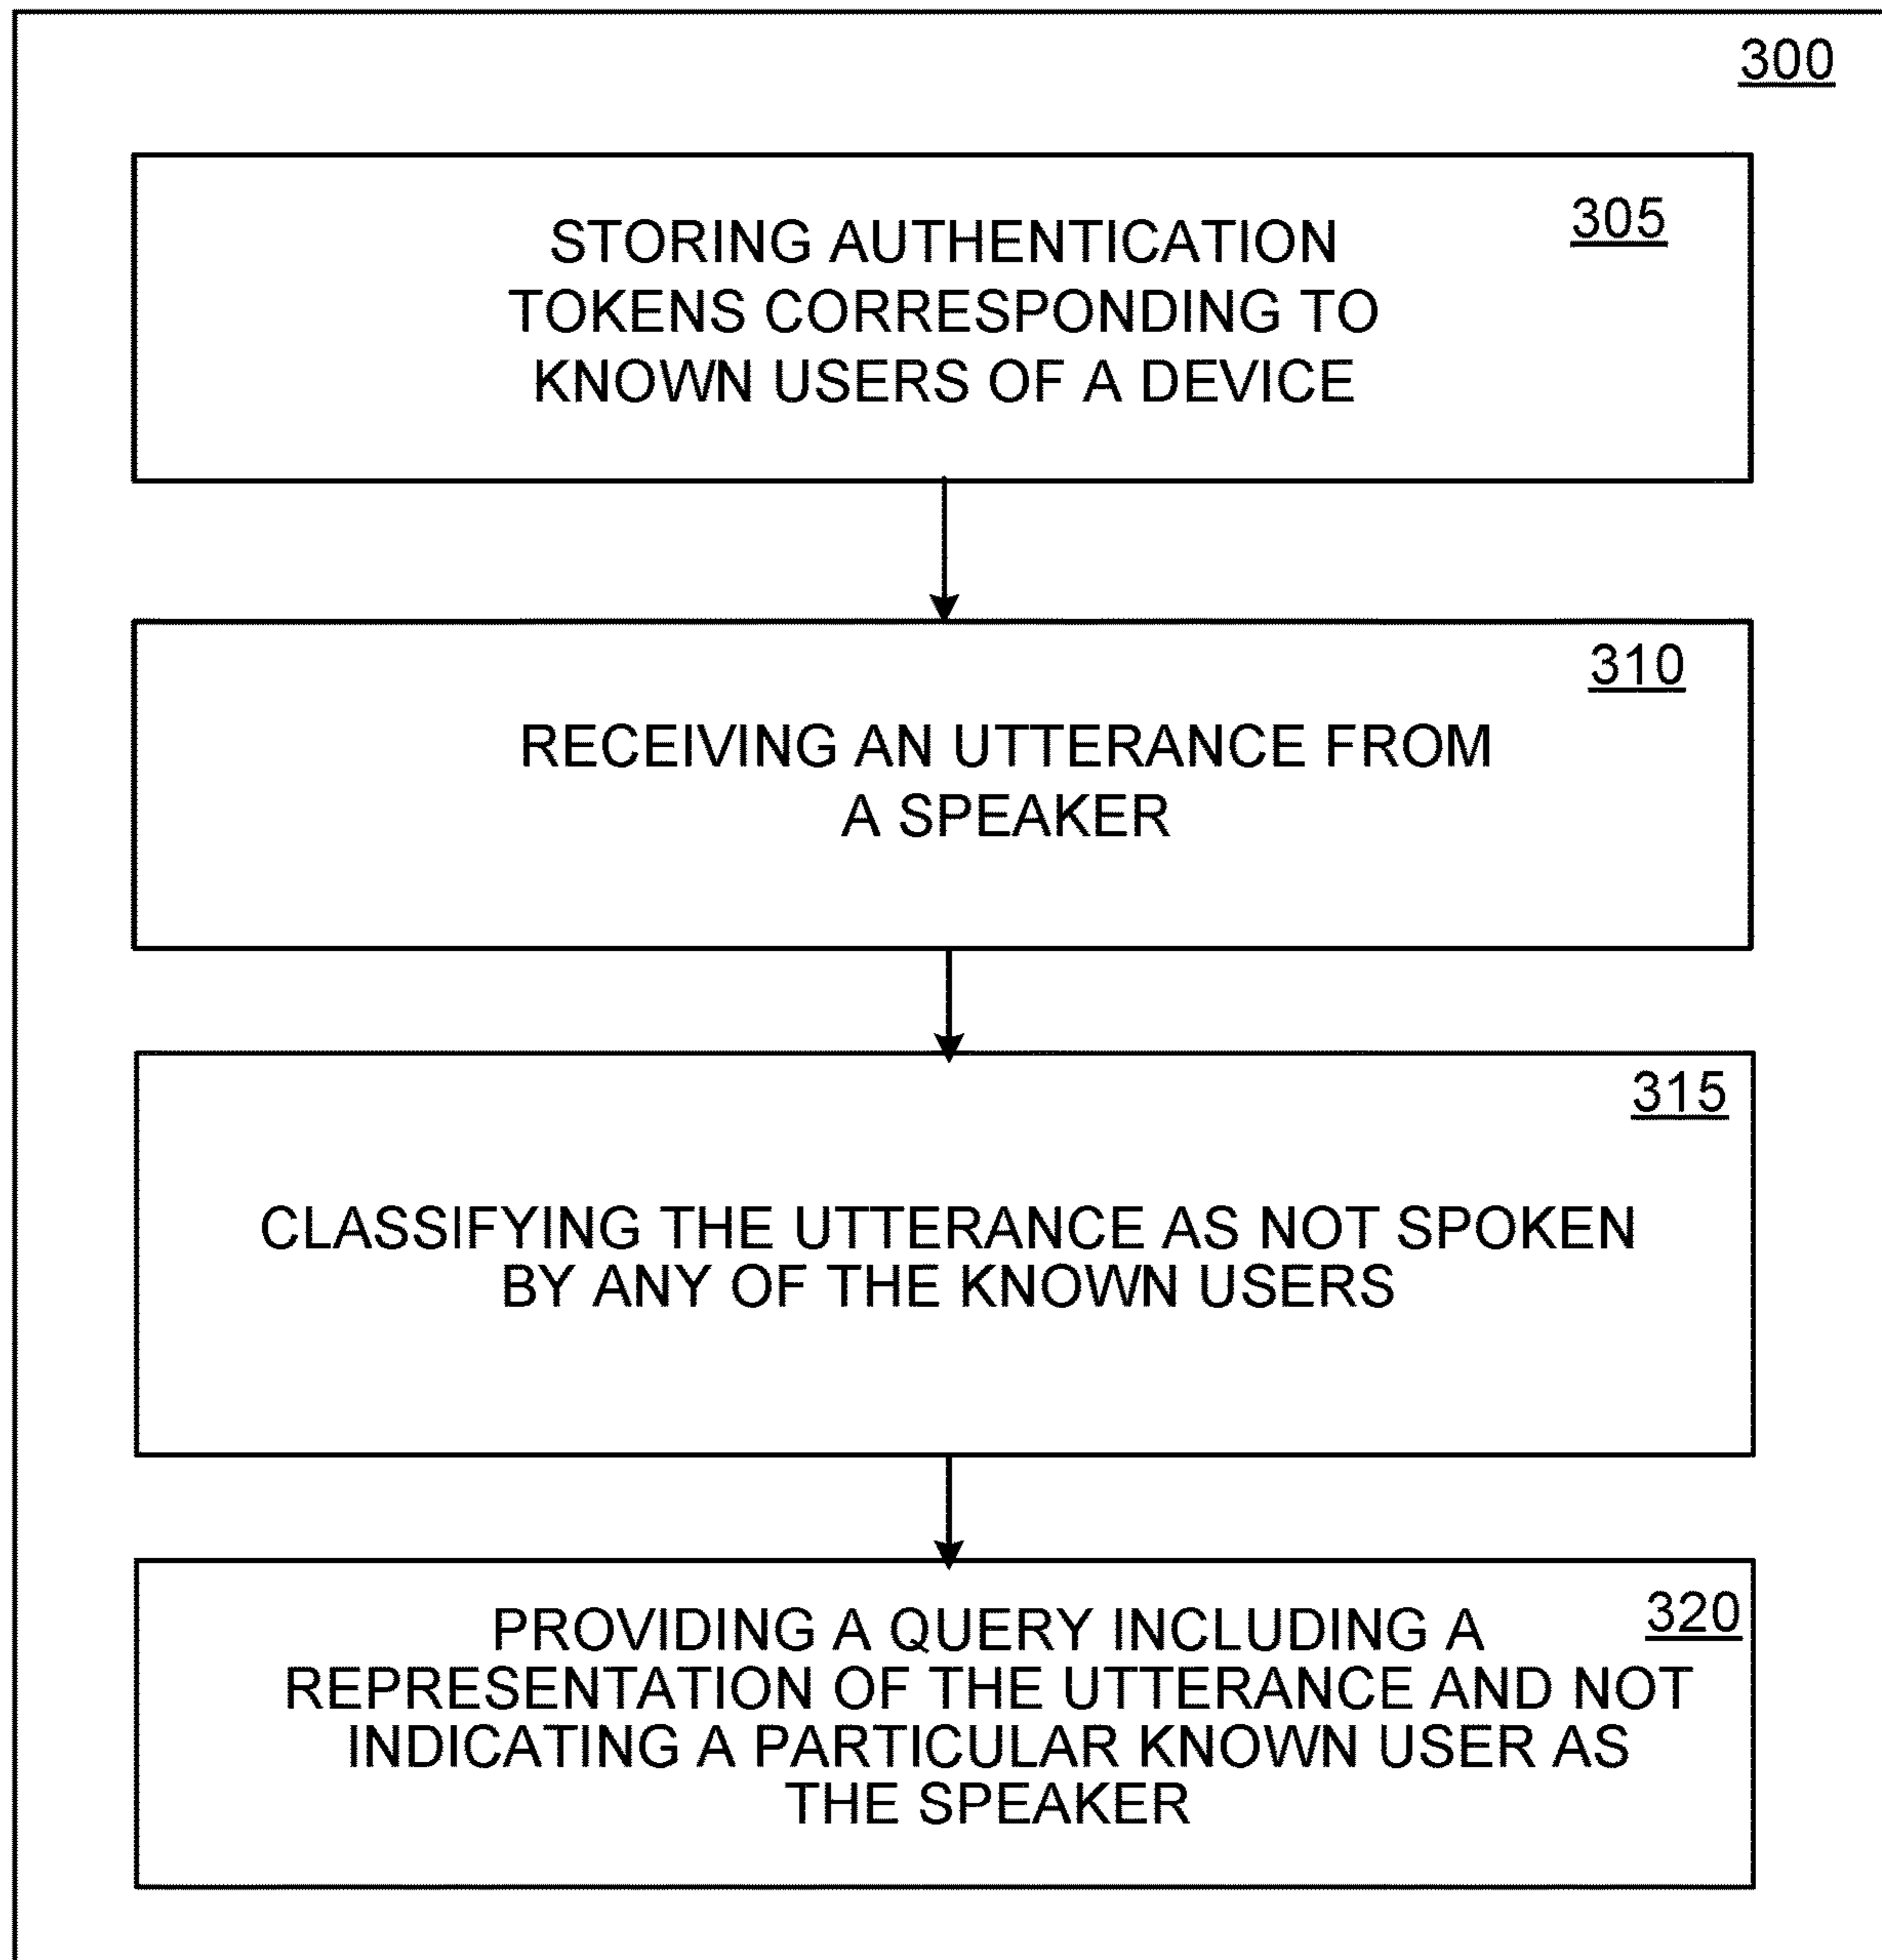 300
305
STORING AUTHENTICATION
TOKENS CORRESPONDING TO
KNOWN USERS OF A DEVICE
310
RECEIVING AN UTTERANCE FROM
A SPEAKER
315
CLASSIFYING THE UTTERANCE AS NOT SPOKEN
BY ANY OF THE KNOWN USERS
320
PROVIDING A QUERY INCLUDING A
REPRESENTATION OF THE UTTERANCE AND NOT
INDICATING A PARTICULAR KNOWN USER AS
THE SPEAKER